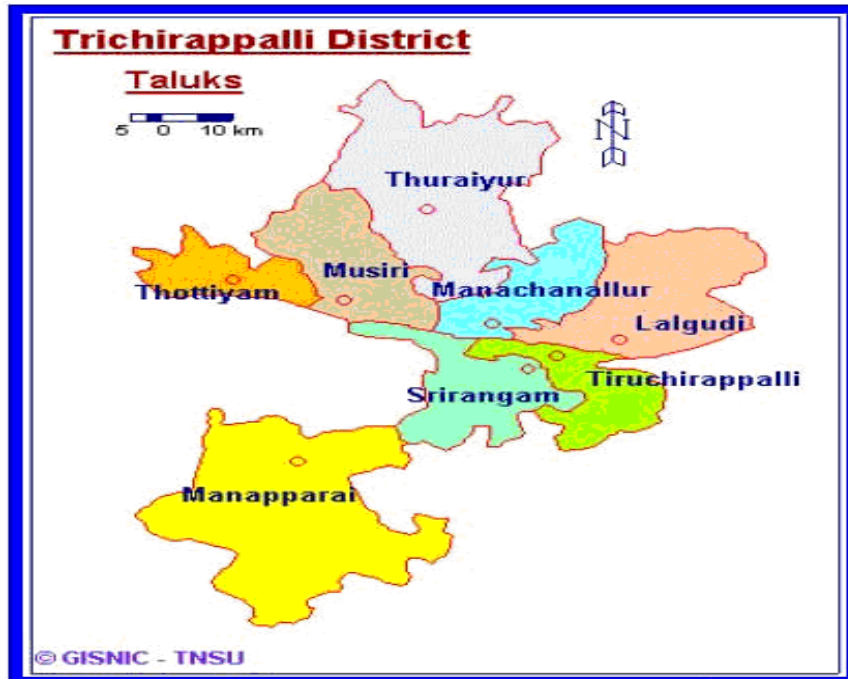 Trichirappalli District
Taluks
5 0 10 km
N
Thuraiyur
Musiri
Thottiyam
Manachanallur
Lalgudi
Tiruchirappalli
Srirangam
Manapparai
© GISNIC - TNSU